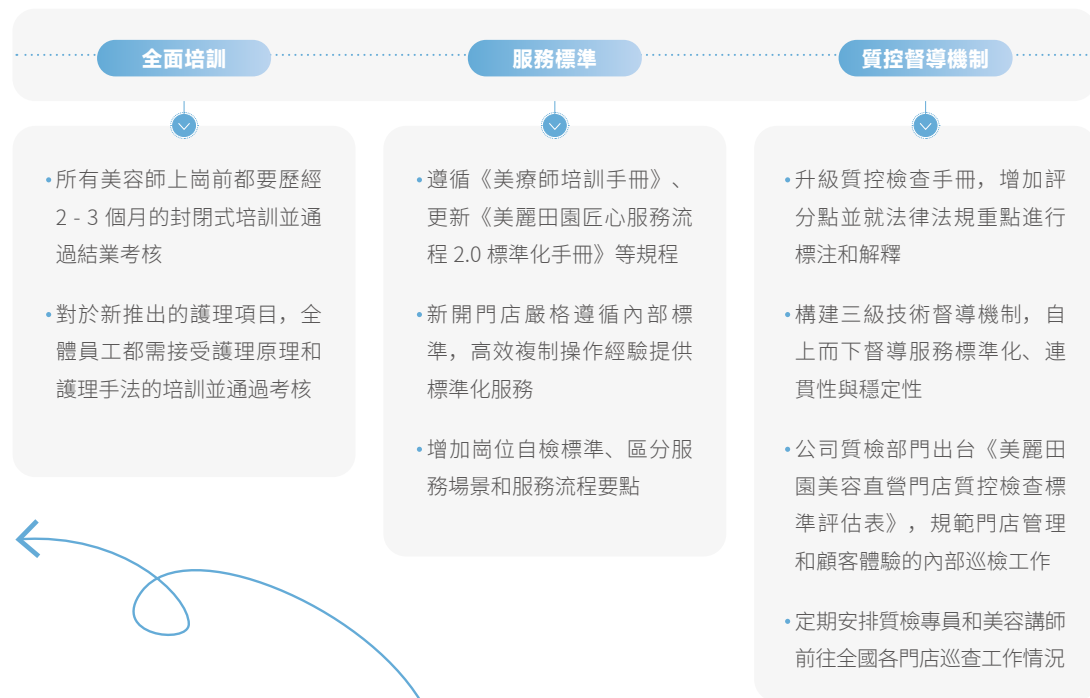 全面培訓
服務標準
質控督導機制
•所有美容師上崗前都要歷經
2 - 3 個月的封閉式培訓並通
過結業考核
•對於新推出的護理項目，全
體員工都需接受護理原理和
護理手法的培訓並通過考核
•遵循《美療師培訓手冊》、
更新《美麗田園匠心服務流
程 2.0 標準化手冊》等規程
•新開門店嚴格遵循內部標
準，高效複制操作經驗提供
標準化服務
•增加崗位自檢標準、區分服
務場景和服務流程要點
•升級質控檢查手冊，增加評
分點並就法律法規重點進行
標注和解釋
•構建三級技術督導機制，自
上而下督導服務標準化、連
貫性與穩定性
•公司質檢部門出台《美麗田
園美容直營門店質控檢查標
準評估表》，規範門店管理
和顧客體驗的內部巡檢工作
•定期安排質檢專員和美容講師
前往全國各門店巡查工作情況